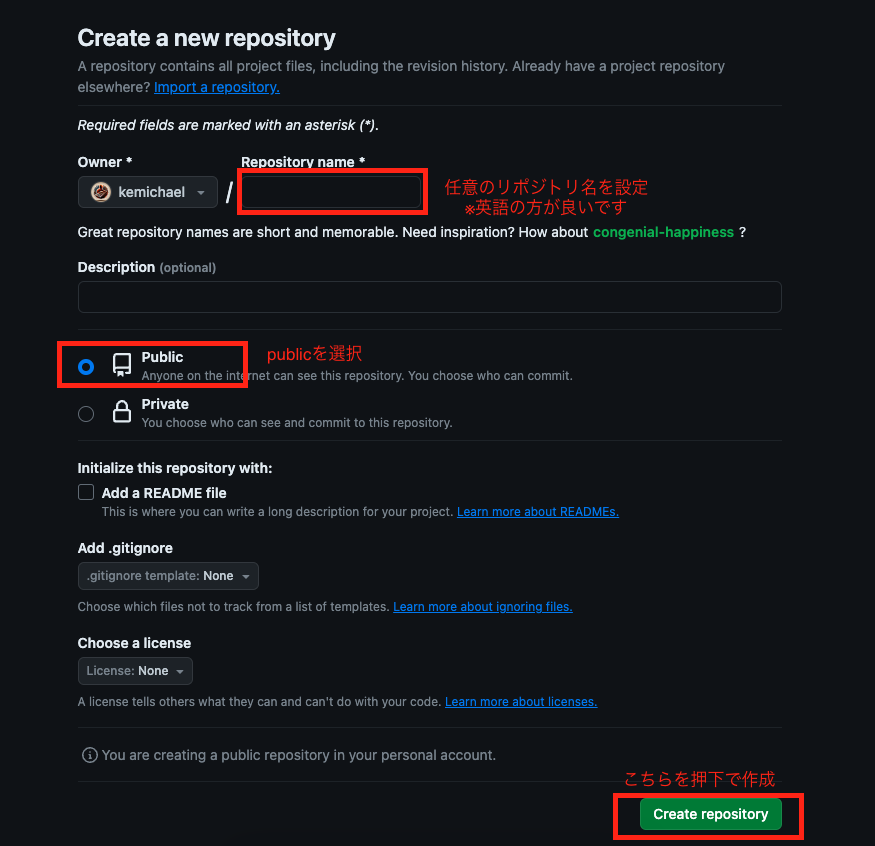 Create a new repository
A repository contains all project files, including the revision history. Already have a project repository
elsewhere? Import a repository.
Required fields are marked with an asterisk (*).
Owner *
Repository name *
kemichael
/
任意のリポジトリ名を設定
※英語の方が良いです
Great repository names are short and memorable. Need inspiration? How about congenial-happiness ?
Description (optional)
Public
publicを選択
Anyone on the internet can see this repository. You choose who can commit.
Private
You choose who can see and commit to this repository.
Initialize this repository with:
Add a README file
This is where you can write a long description for your project. Learn more about READMEs.
Add .gitignore
.gitignore template: None
Choose which files not to track from a list of templates. Learn more about ignoring files.
Choose a license
License: None
A license tells others what they can and can't do with your code. Learn more about licenses.
You are creating a public repository in your personal account.
こちらを押下で作成
Create repository